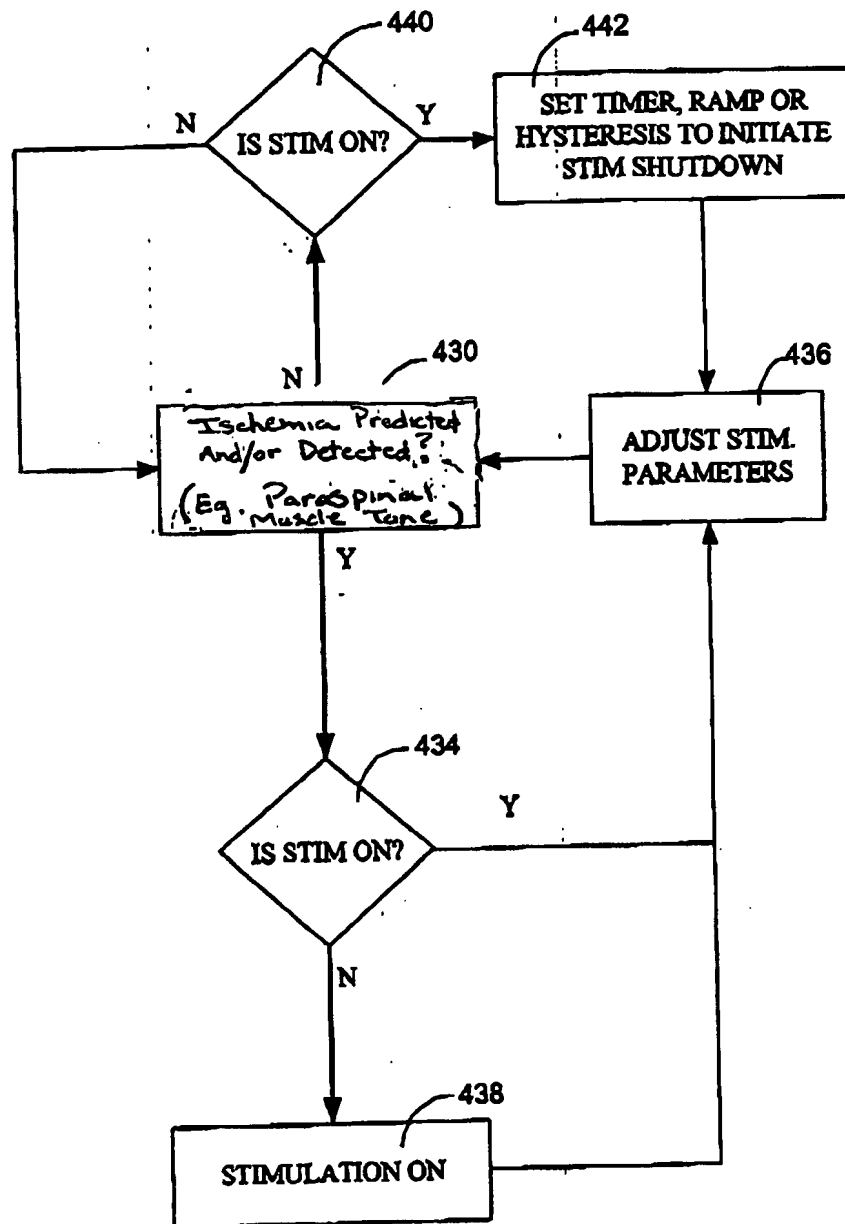 440
442
N
IS STIM ON?
Y
SET TIMER, RAMP OR
HYSTERESIS TO INITIATE
STIM SHUTDOWN
N
430
436
Ischemia Predicted
And/or Detected?
(Eg. Paraspinal
Muscle Tone)
ADJUST STIM.
PARAMETERS
Y
434
IS STIM ON?
Y
N
438
STIMULATION ON